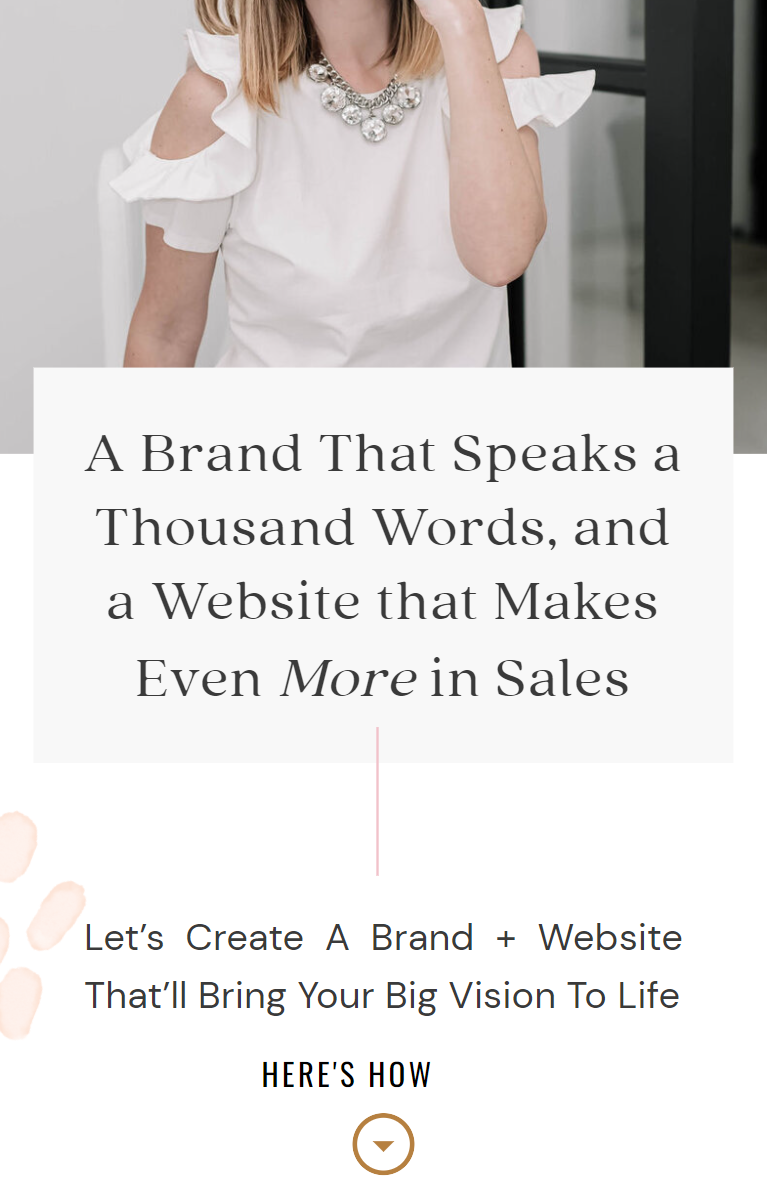 A Brand That Speaks a
Thousand Words, and
a Website that Makes
Even More in Sales
Let’s Create A Brand + Website
That’ll Bring Your Big Vision To Life
HERE'S HOW